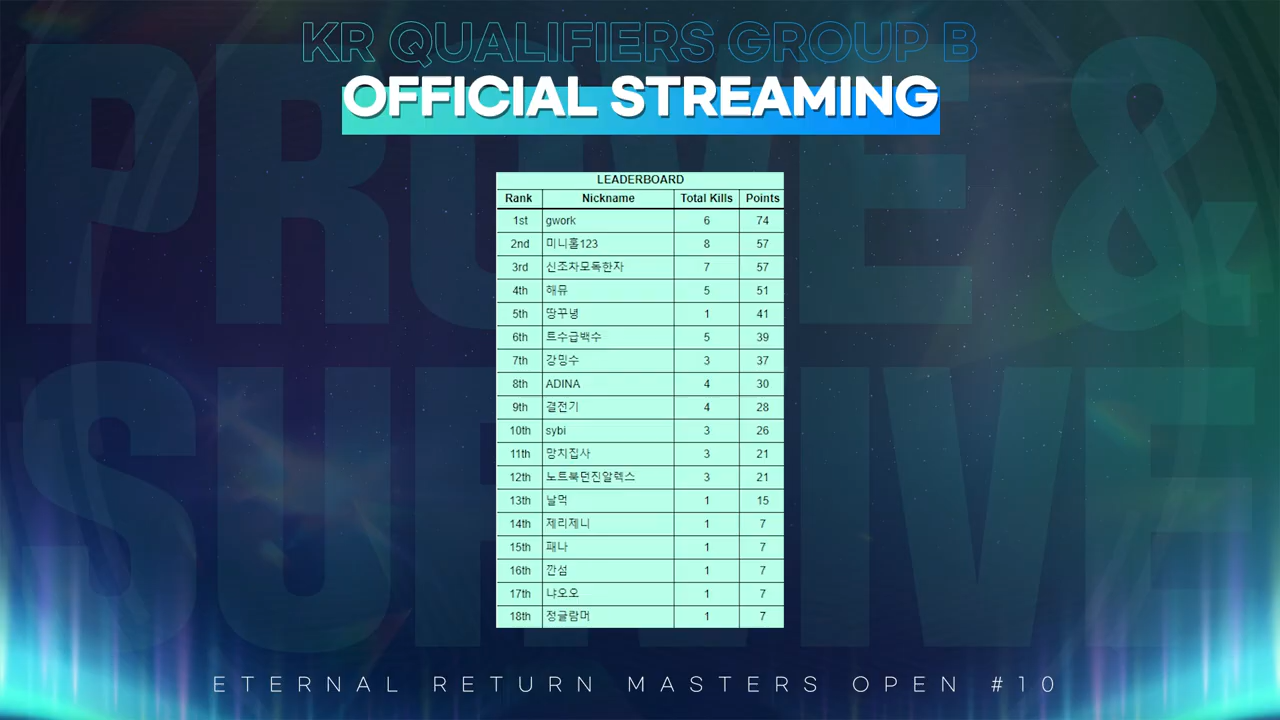 KR QUALIFIERS GROUP B
OFFICIAL STREAMING
PROVE &
SURVIVE
LEADERBOARD
Rank Nickname Total Kills Points
1st gwork 6 74
2nd 미니홈123 8 57
3rd 신조차모독한자 7 57
4th 해뮤 5 51
5th 땅꾸녕 1 41
6th 트수급백수 5 39
7th 강밍수 3 37
8th ADINA 4 30
9th 결전기 4 28
10th sybi 3 26
11th 망치집사 3 21
12th 노트북던진알렉스 3 21
13th 날먹 1 15
14th 제리제니 1 7
15th 패나 1 7
16th 깐섬 1 7
17th 냐오오 1 7
18th 정글람머 1 7
ETERNAL RETURN MASTERS OPEN #10